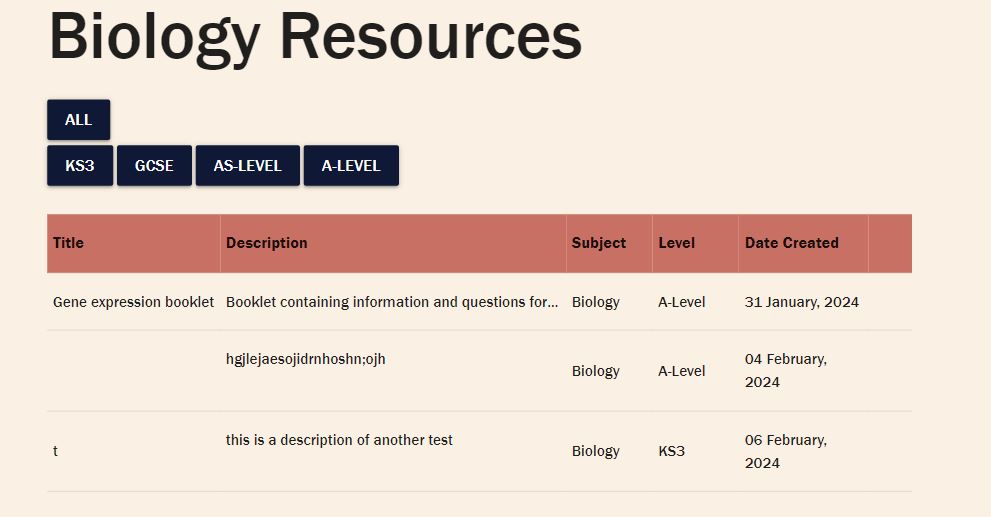 Biology Resources
ALL
KS3 GCSE AS-LEVEL A-LEVEL
Title Description Subject Level Date Created
Gene expression booklet Booklet containing information and questions for... Biology A-Level 31 January, 2024
hgjlejaesojidrnhoshn;ojh Biology A-Level 04 February,
2024
t this is a description of another test Biology KS3 06 February,
2024